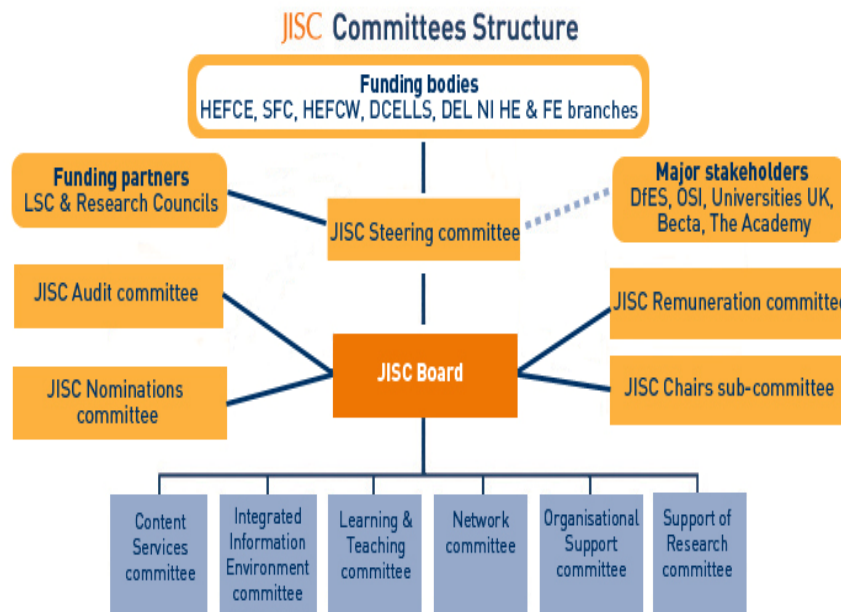 JISC Committees Structure
Funding bodies
HEFCE, SFC, HEFCW, DCELLS, DEL NI HE & FE branches
Funding partners
LSC & Research Councils
Major stakeholders
DfES, OSI, Universities UK,
Becta, The Academy
JISC Steering committee
JISC Audit committee
JISC Remuneration committee
JISC Board
JISC Nominations
committee
JISC Chairs sub-committee
Content
Services
committee
Integrated
Information
Environment
committee
Learning &
Teaching
committee
Network
committee
Organisational
Support
committee
Support of
Research
committee